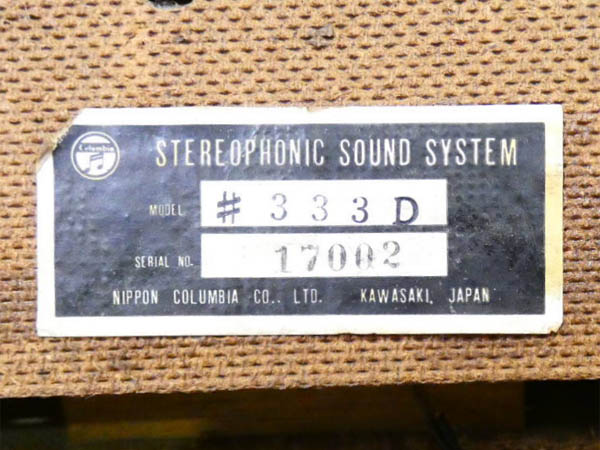 Columbia
STEREOPHONIC SOUND SYSTEM
MODEL #333D
SERIAL NO. 17002
NIPPON COLUMBIA CO., LTD. KAWASAKI, JAPAN